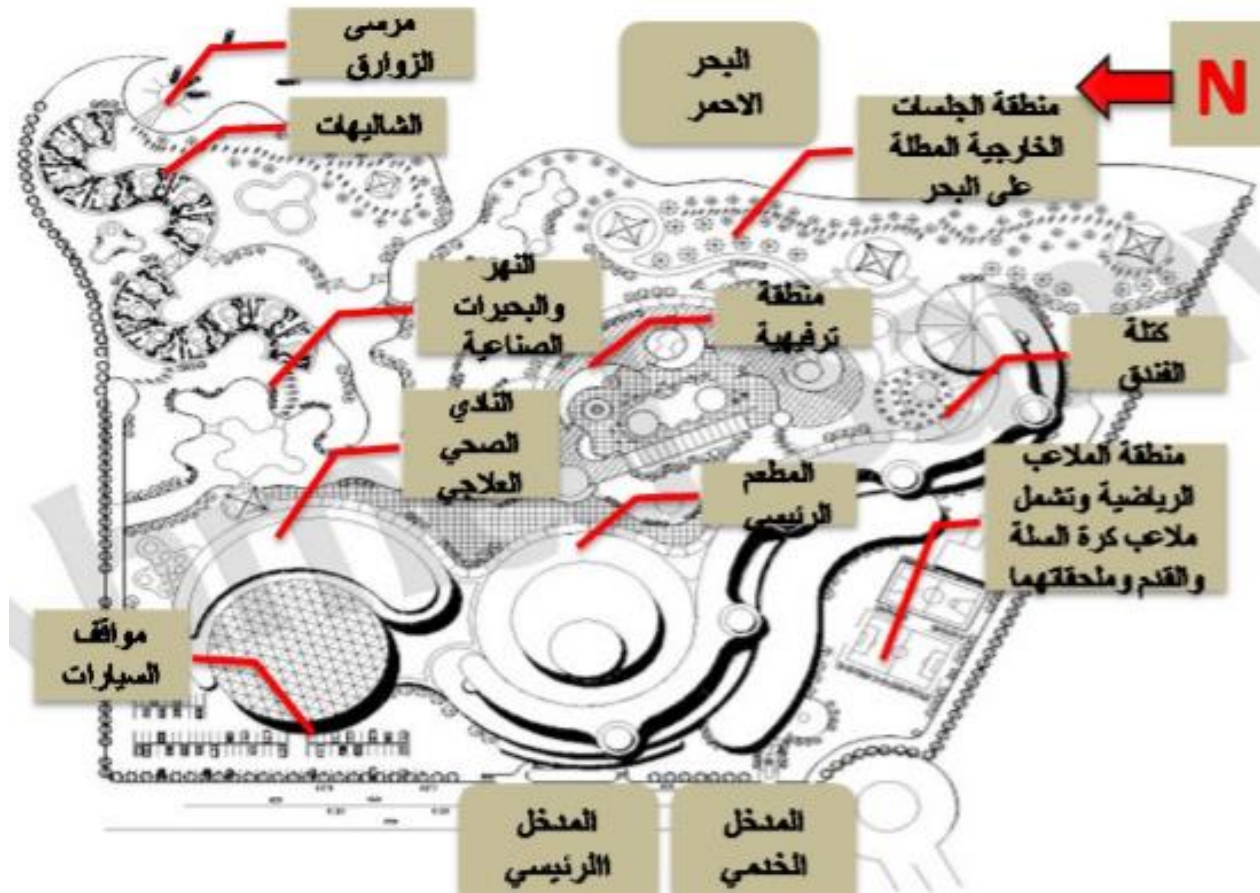 مرسى
الزوارق
الشاليهات
البحر
الاحمر
N
منطقة الجلسات
الخارجية المطلة
على البحر
النهر
والبحيرات
الصناعية
منطقة
ترفيهية
كتلة
الفندق
النادي
الصحي
العلاجي
المطعم
الرئيسي
منطقة الملاعب
الرياضية وتشمل
ملاعب كرة السلة
والقدم وملحقاتهما
مواقف
السيارات
المدخل
االرئيسي
المدخل
الخدمي